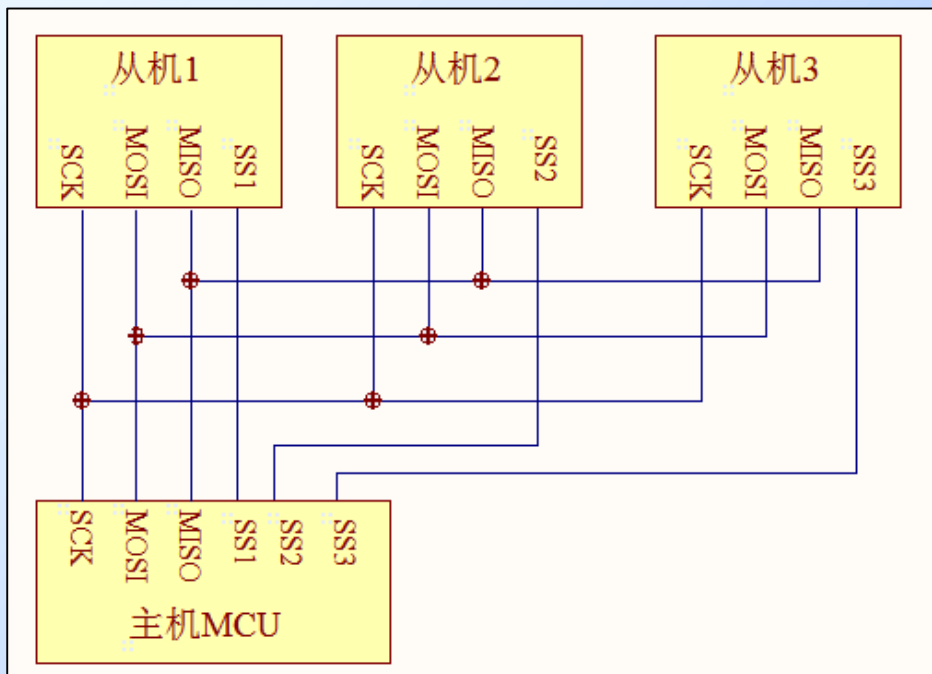 从机1
SCK
MOSI
MISO
SS1
从机2
SCK
MOSI
MISO
SS2
从机3
SCK
MOSI
MISO
SS3
SCK
MOSI
MISO
SS1
SS2
SS3
主机MCU